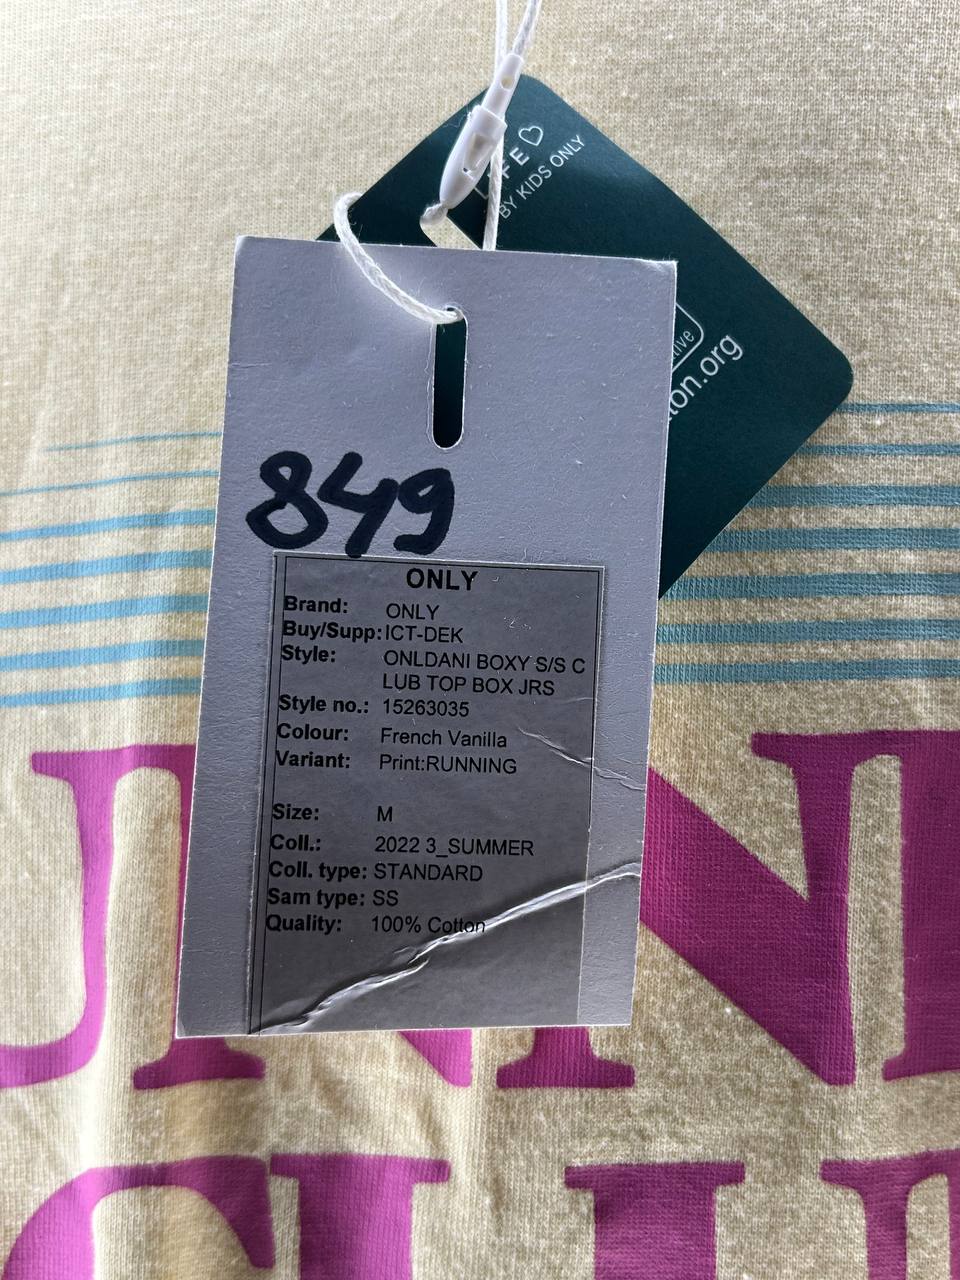 BY KIDS ONLY
849
ONLY
Brand: ONLY
Buy/Supp: ICT-DEK
Style: ONLDANI BOXY S/S C
LUB TOP BOX JRS
Style no.: 15263035
Colour: French Vanilla
Variant: Print:RUNNING
Size: M
Coll.: 2022 3_SUMMER
Coll. type: STANDARD
Sam type: SS
Quality: 100% Cotton